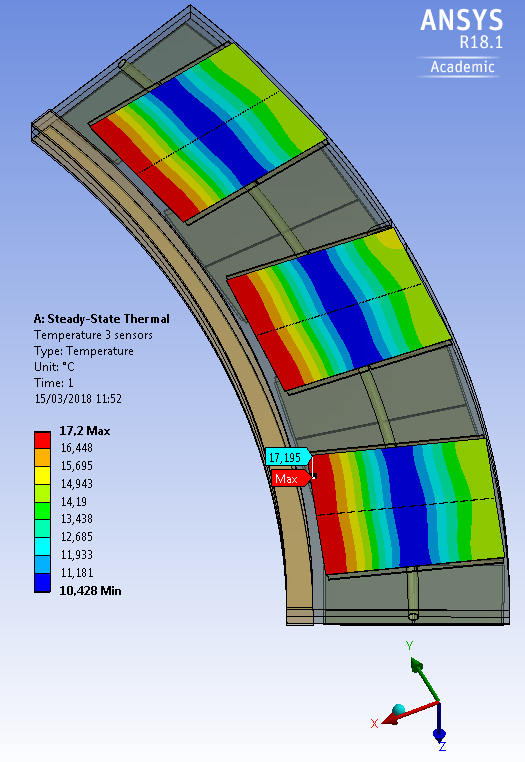 ANSYS
R18.1
Academic
A: Steady-State Thermal
Temperature 3 sensors
Type: Temperature
Unit: °C
Time: 1
15/03/2018 11:52
17,2 Max
16,448
15,695
14,943
14,19
13,438
12,685
11,933
11,181
10,428 Min
17,195
Max
Y
X
Z